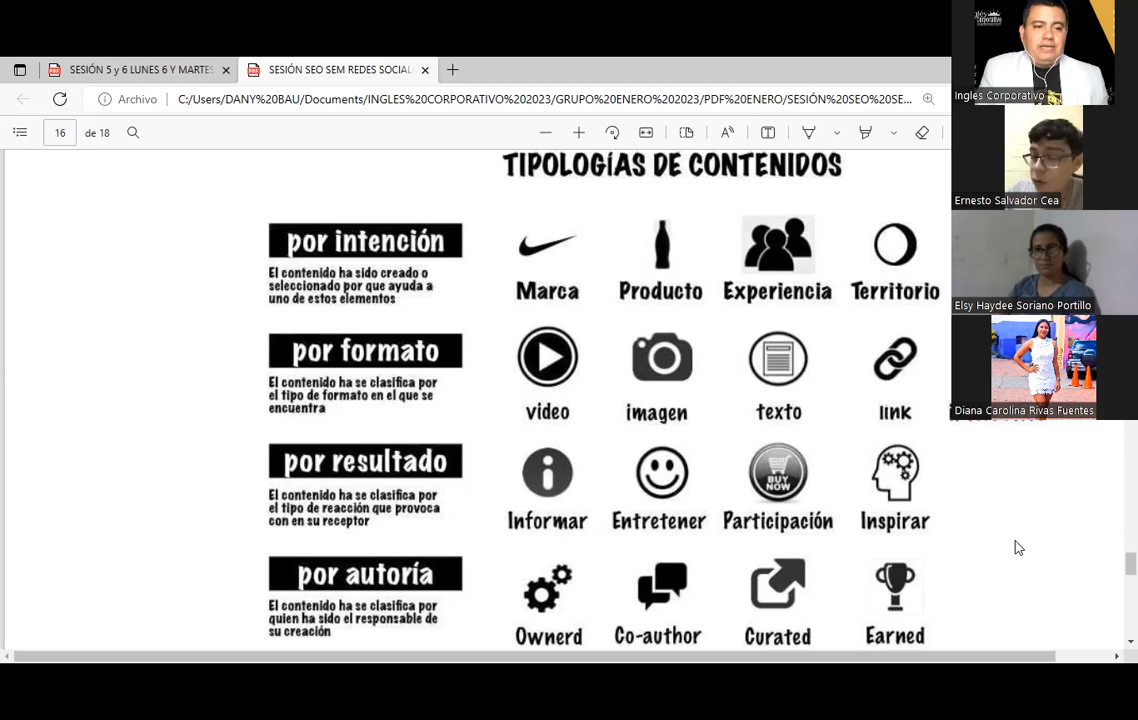 SESIÓN 5 y 6 LUNES 6 Y MARTES
SESIÓN SEO SEM REDES SOCIAL
Archivo
C:/Users/DANY%20BAU/Documents/INGLES%20CORPORATIVO%202023/GRUPO%20ENERO%202023/PDF%20ENERO/SESIÓN%20SEO%20SE...
16 de 18
TIPOLOGÍAS DE CONTENIDOS
por intención
El contenido ha sido creado o
seleccionado por que ayuda a
uno de estos elementos
Marca Producto Experiencia Territorio
por formato
El contenido ha se clasifica por
el tipo de formato en el que se
encuentra
video imagen texto link
por resultado
El contenido ha se clasifica por
el tipo de reacción que provoca
con en su receptor
BUY
NOW
Informar Entretener Participación Inspirar
por autoría
El contenido ha se clasifica por
quien ha sido el responsable de
su creación
Ownerd Co-author Curated Earned
Ingles Corporativo
Ernesto Salvador Cea
Elsy Haydee Soriano Portillo
Diana Carolina Rivas Fuentes